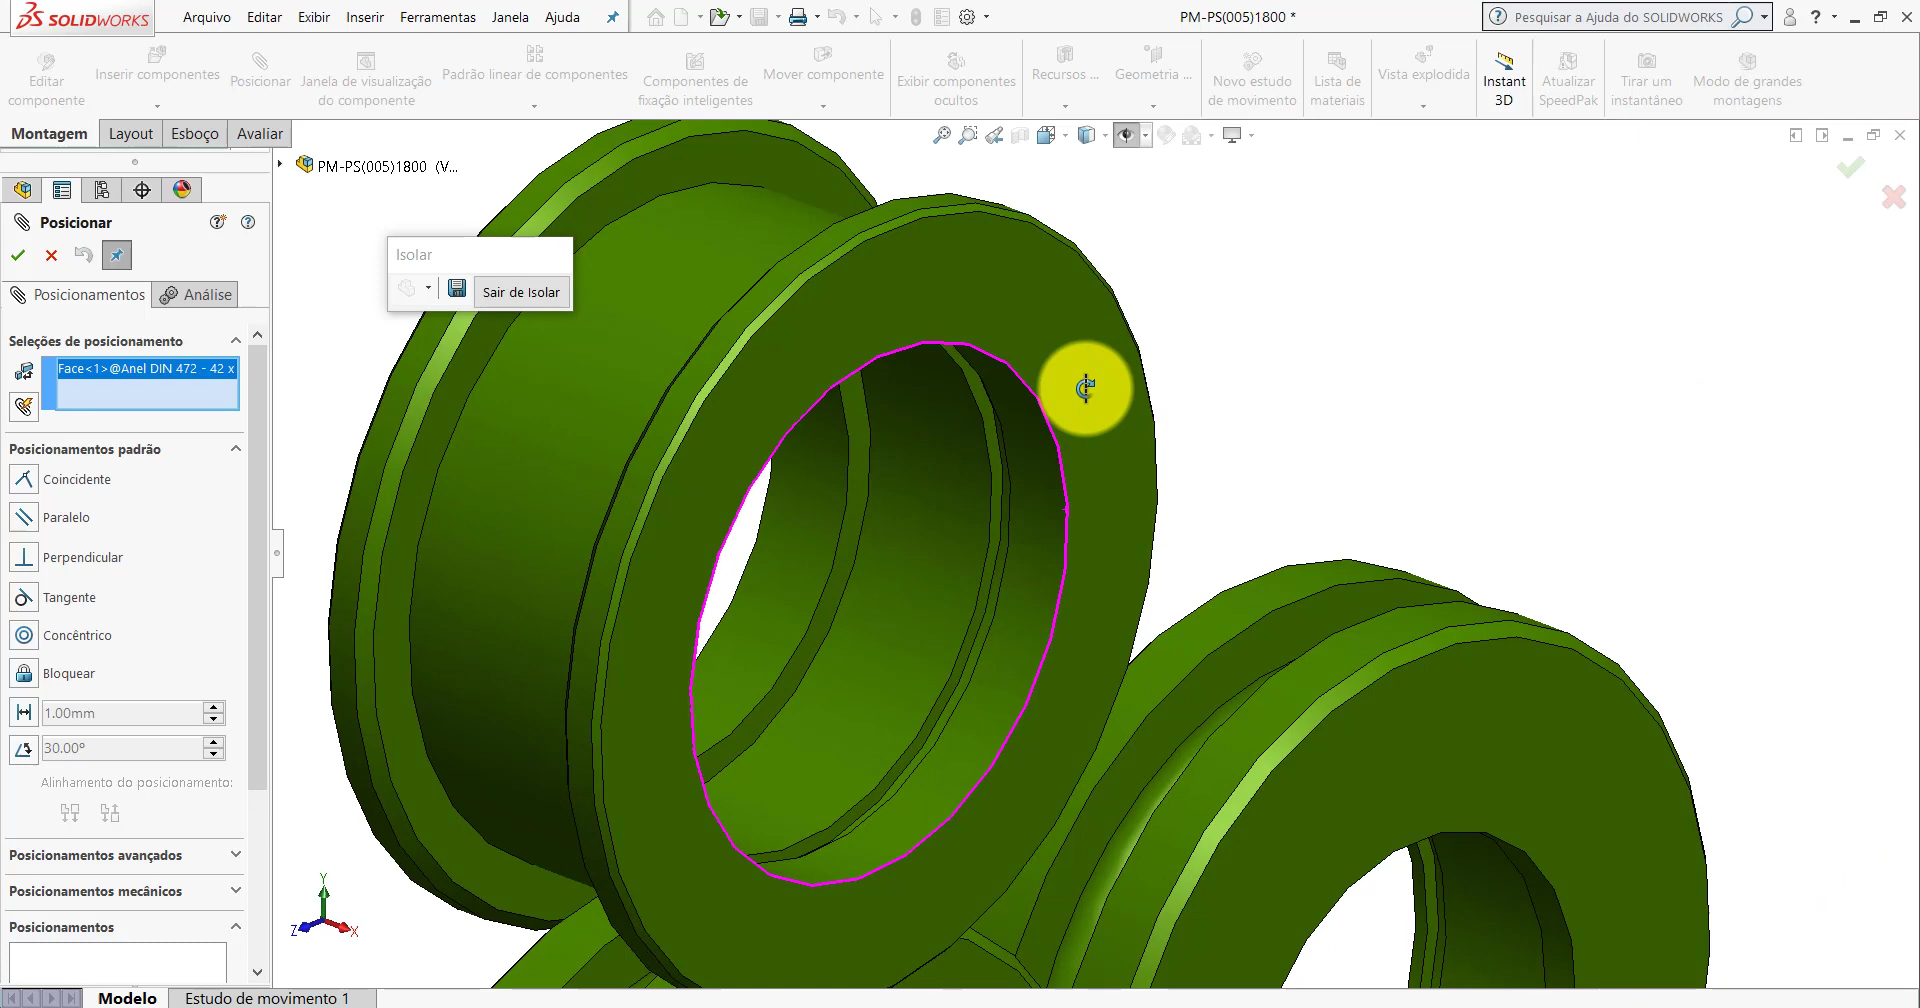 SOLIDWORKS
Arquivo Editar Exibir Inserir Ferramentas Janela Ajuda
PM-PS(005)1800 *
Pesquisar a Ajuda do SOLIDWORKS
?
Editar componente
Inserir componentes
Posicionar
Janela de visualização do componente
Padrão linear de componentes
Componentes de fixação inteligentes
Mover componente
Exibir componentes ocultos
Recursos ...
Geometria ...
Novo estudo de movimento
Lista de materiais
Vista explodida
Instant 3D
Atualizar SpeedPak
Tirar um instantâneo
Modo de grandes montagens
Montagem Layout Esboço Avaliar
PM-PS(005)1800 (V...
Posicionar
Posicionamentos Análise
Seleções de posicionamento
Face<1>@Anel DIN 472 - 42 x
Posicionamentos padrão
Coincidente
Paralelo
Perpendicular
Tangente
Concêntrico
Bloquear
1.00mm
30.00°
Alinhamento do posicionamento:
Posicionamentos avançados
Posicionamentos mecânicos
Posicionamentos
Isolar
Sair de Isolar
Y
Z
X
Modelo Estudo de movimento 1